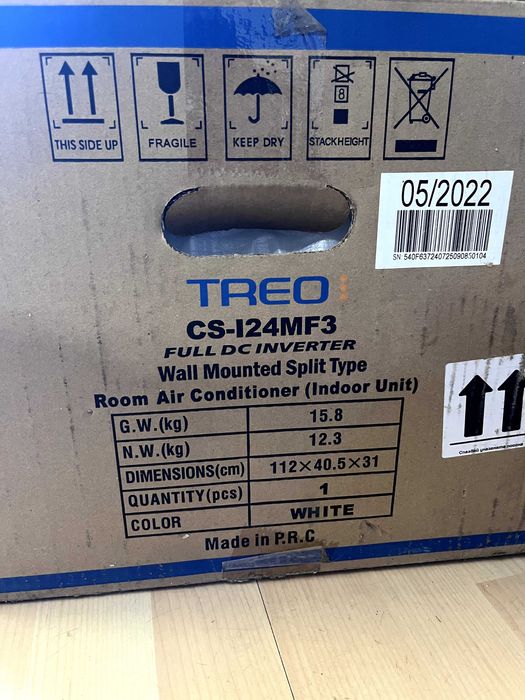 THIS SIDE UP
FRAGILE
KEEP DRY
8
STACKHEIGHT
05/2022
SN: 540F637240725090850104
TREO
CS-I24MF3
FULL DC INVERTER
Wall Mounted Split Type
Room Air Conditioner (Indoor Unit)
G.W.(kg) 15.8
N.W.(kg) 12.3
DIMENSIONS(cm) 112×40.5×31
QUANTITY(pcs) 1
COLOR WHITE
Made in P.R.C